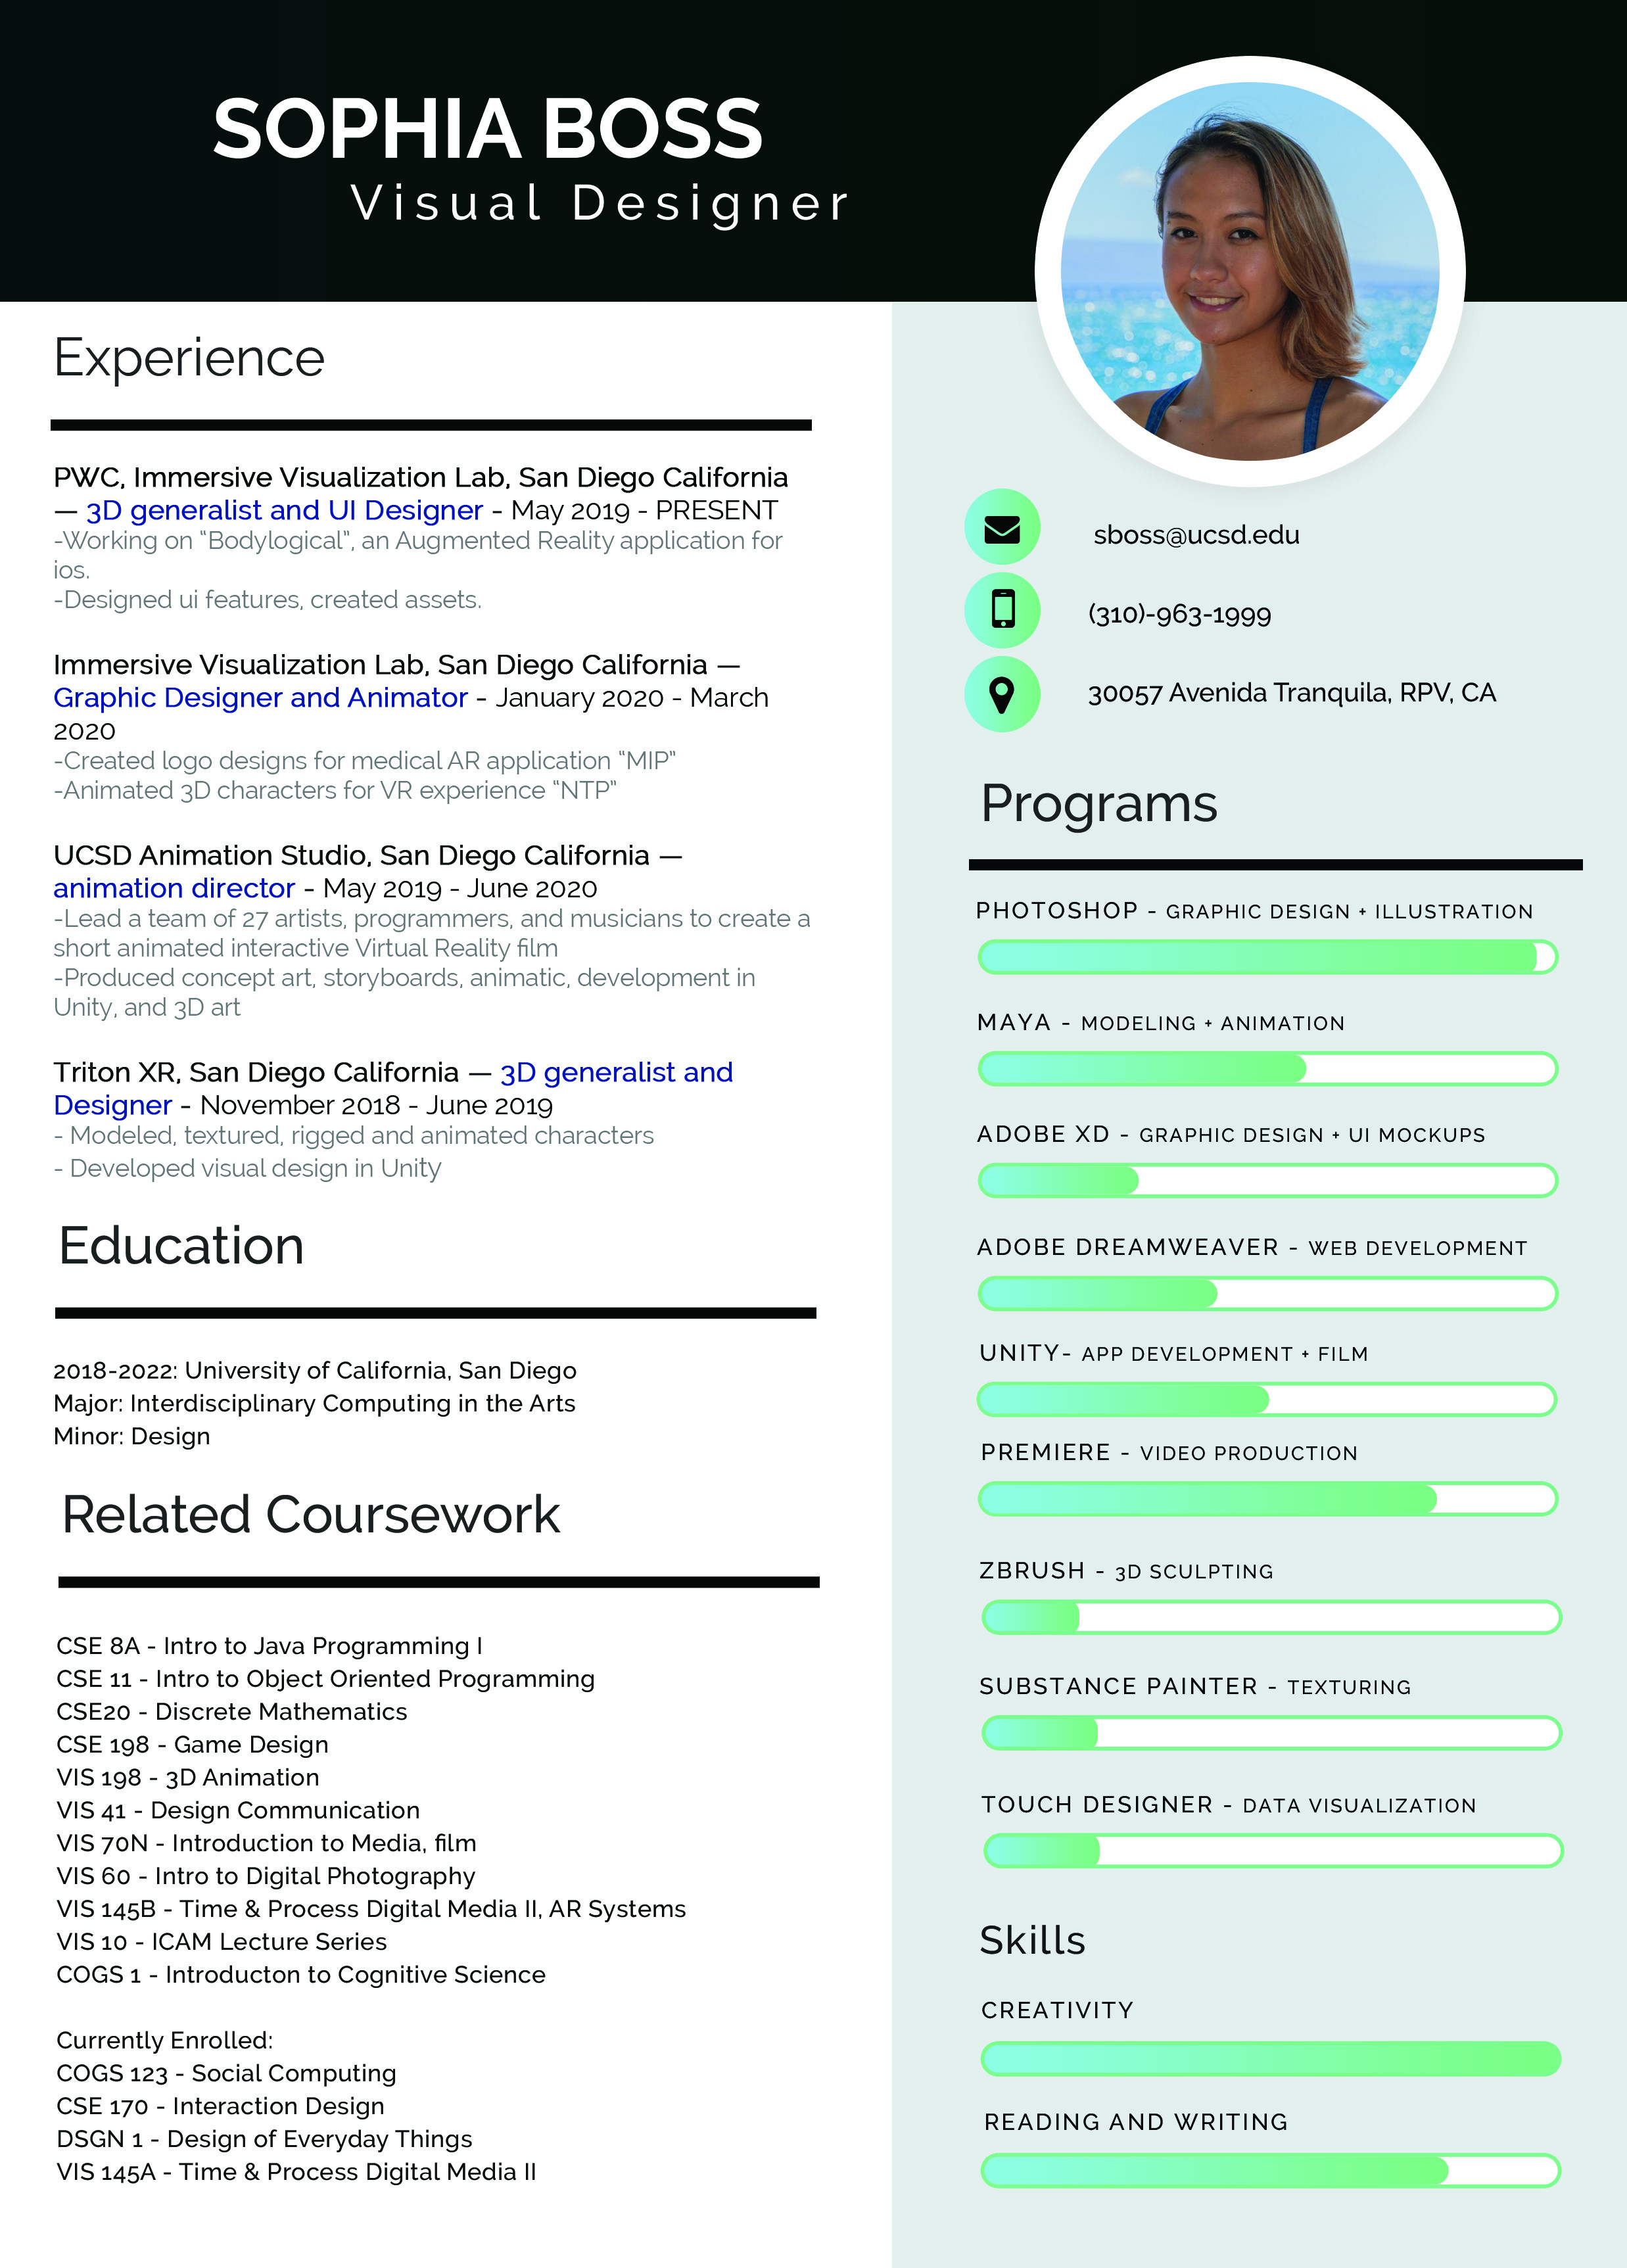 SOPHIA BOSS
Visual Designer
Experience
PWC, Immersive Visualization Lab, San Diego California
— 3D generalist and UI Designer - May 2019 - PRESENT
-Working on “Bodylogical”, an Augmented Reality application for
ios.
-Designed ui features, created assets.
Immersive Visualization Lab, San Diego California —
Graphic Designer and Animator - January 2020 - March
2020
-Created logo designs for medical AR application “MIP”
-Animated 3D characters for VR experience “NTP”
UCSD Animation Studio, San Diego California —
animation director - May 2019 - June 2020
-Lead a team of 27 artists, programmers, and musicians to create a
short animated interactive Virtual Reality film
-Produced concept art, storyboards, animatic, development in
Unity, and 3D art
Triton XR, San Diego California — 3D generalist and
Designer - November 2018 - June 2019
- Modeled, textured, rigged and animated characters
- Developed visual design in Unity
Education
2018-2022: University of California, San Diego
Major: Interdisciplinary Computing in the Arts
Minor: Design
Related Coursework
CSE 8A - Intro to Java Programming I
CSE 11 - Intro to Object Oriented Programming
CSE20 - Discrete Mathematics
CSE 198 - Game Design
VIS 198 - 3D Animation
VIS 41 - Design Communication
VIS 70N - Introduction to Media, film
VIS 60 - Intro to Digital Photography
VIS 145B - Time & Process Digital Media II, AR Systems
VIS 10 - ICAM Lecture Series
COGS 1 - Introducton to Cognitive Science
Currently Enrolled:
COGS 123 - Social Computing
CSE 170 - Interaction Design
DSGN 1 - Design of Everyday Things
VIS 145A - Time & Process Digital Media II
sboss@ucsd.edu
(310)-963-1999
30057 Avenida Tranquila, RPV, CA
Programs
PHOTOSHOP - GRAPHIC DESIGN + ILLUSTRATION
MAYA - MODELING + ANIMATION
ADOBE XD - GRAPHIC DESIGN + UI MOCKUPS
ADOBE DREAMWEAVER - WEB DEVELOPMENT
UNITY- APP DEVELOPMENT + FILM
PREMIERE - VIDEO PRODUCTION
ZBRUSH - 3D SCULPTING
SUBSTANCE PAINTER - TEXTURING
TOUCH DESIGNER - DATA VISUALIZATION
Skills
CREATIVITY
READING AND WRITING